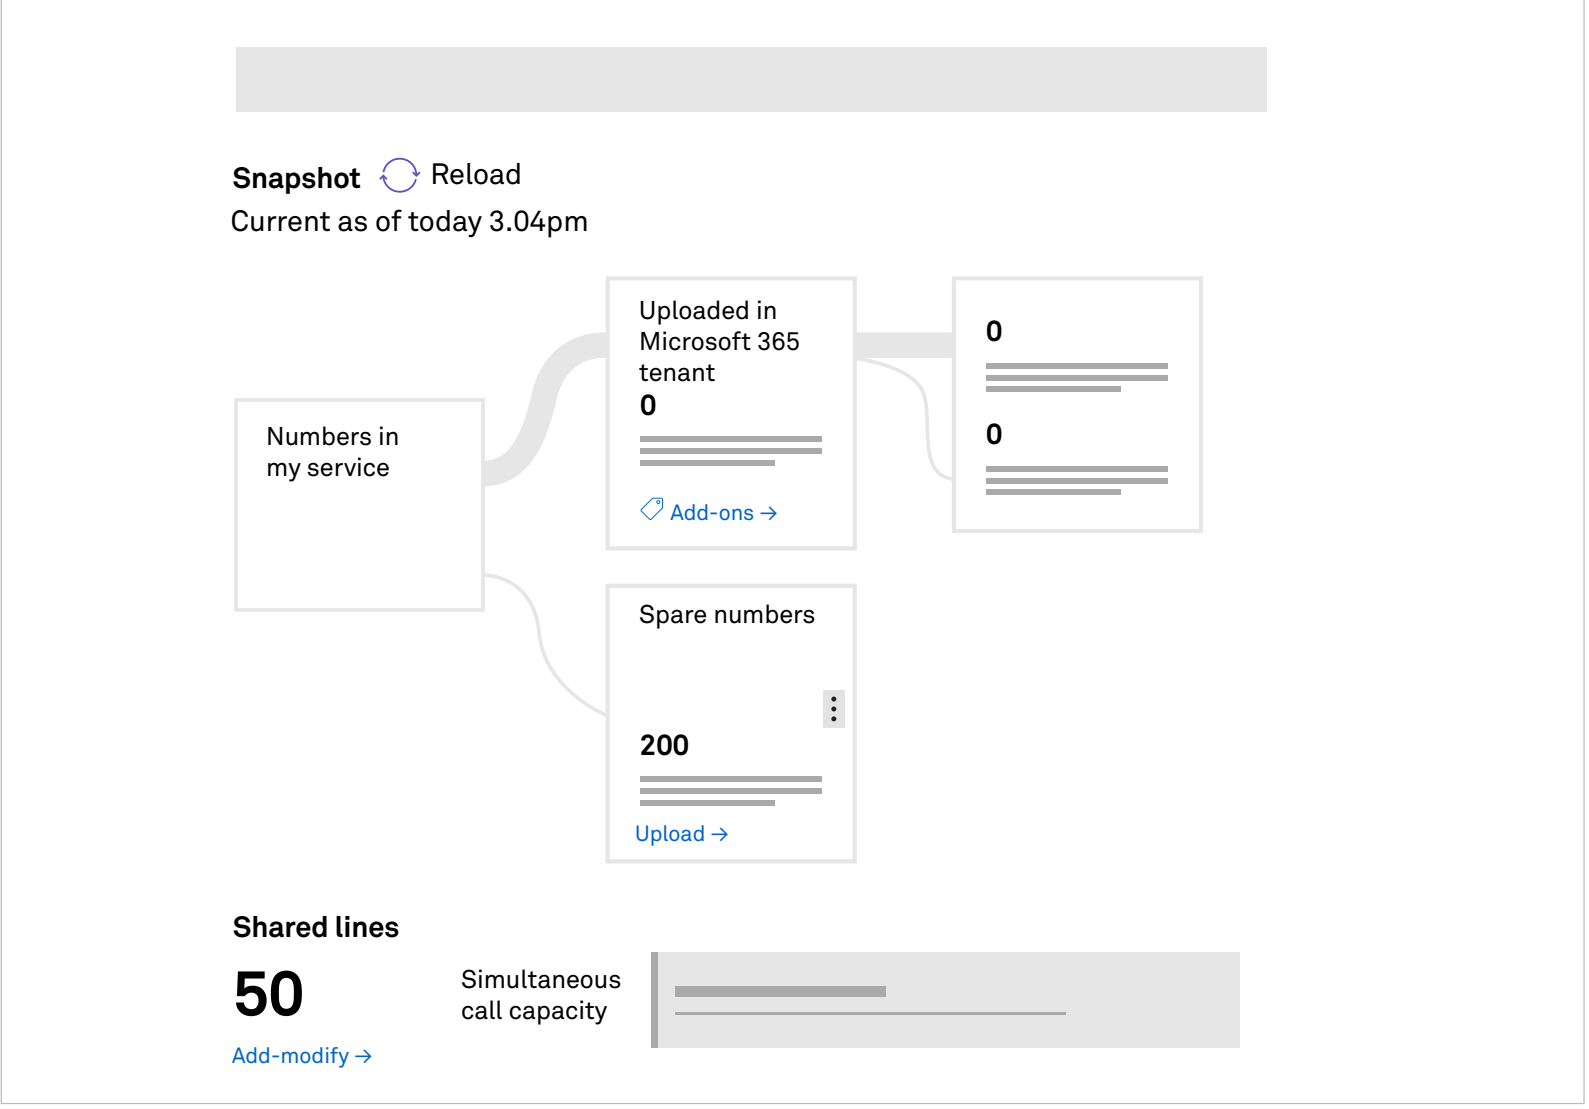 Snapshot Reload
Current as of today 3.04pm
Numbers in
my service
Uploaded in
Microsoft 365
tenant
0
Add-ons →
0
0
Spare numbers
200
Upload →
Shared lines
50
Add-modify →
Simultaneous
call capacity